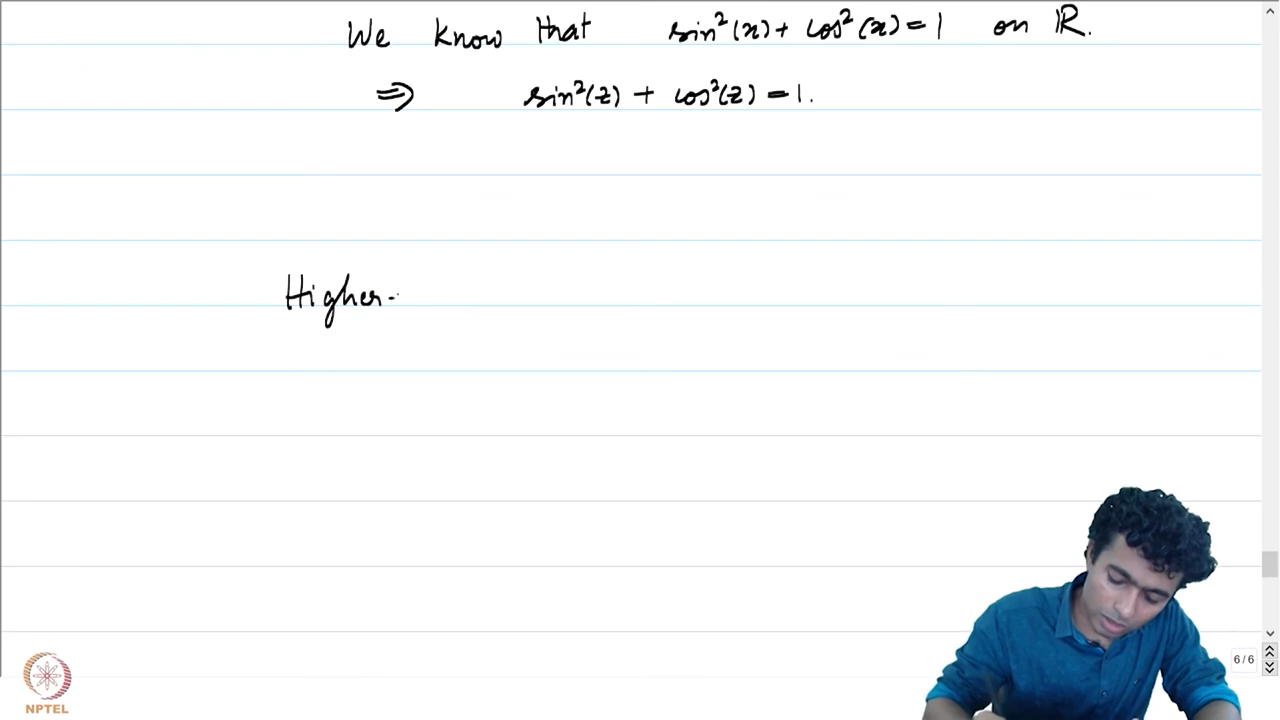 We know that sin²(x) + cos²(x) = 1 on ℝ.
⇒ sin²(z) + cos²(z) = 1.
Higher-
6 / 6
NPTEL